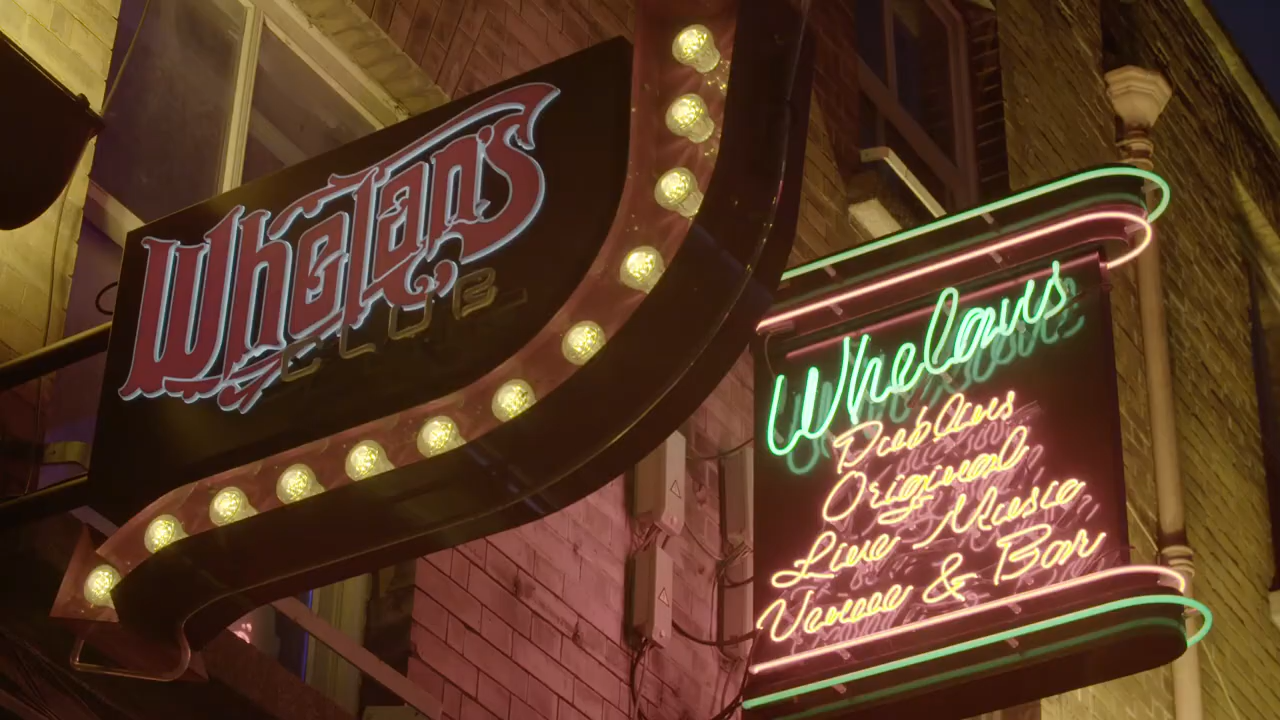 Whelan's
CLUB
Whelans
Dublins
Original
Live Music
Venue & Bar